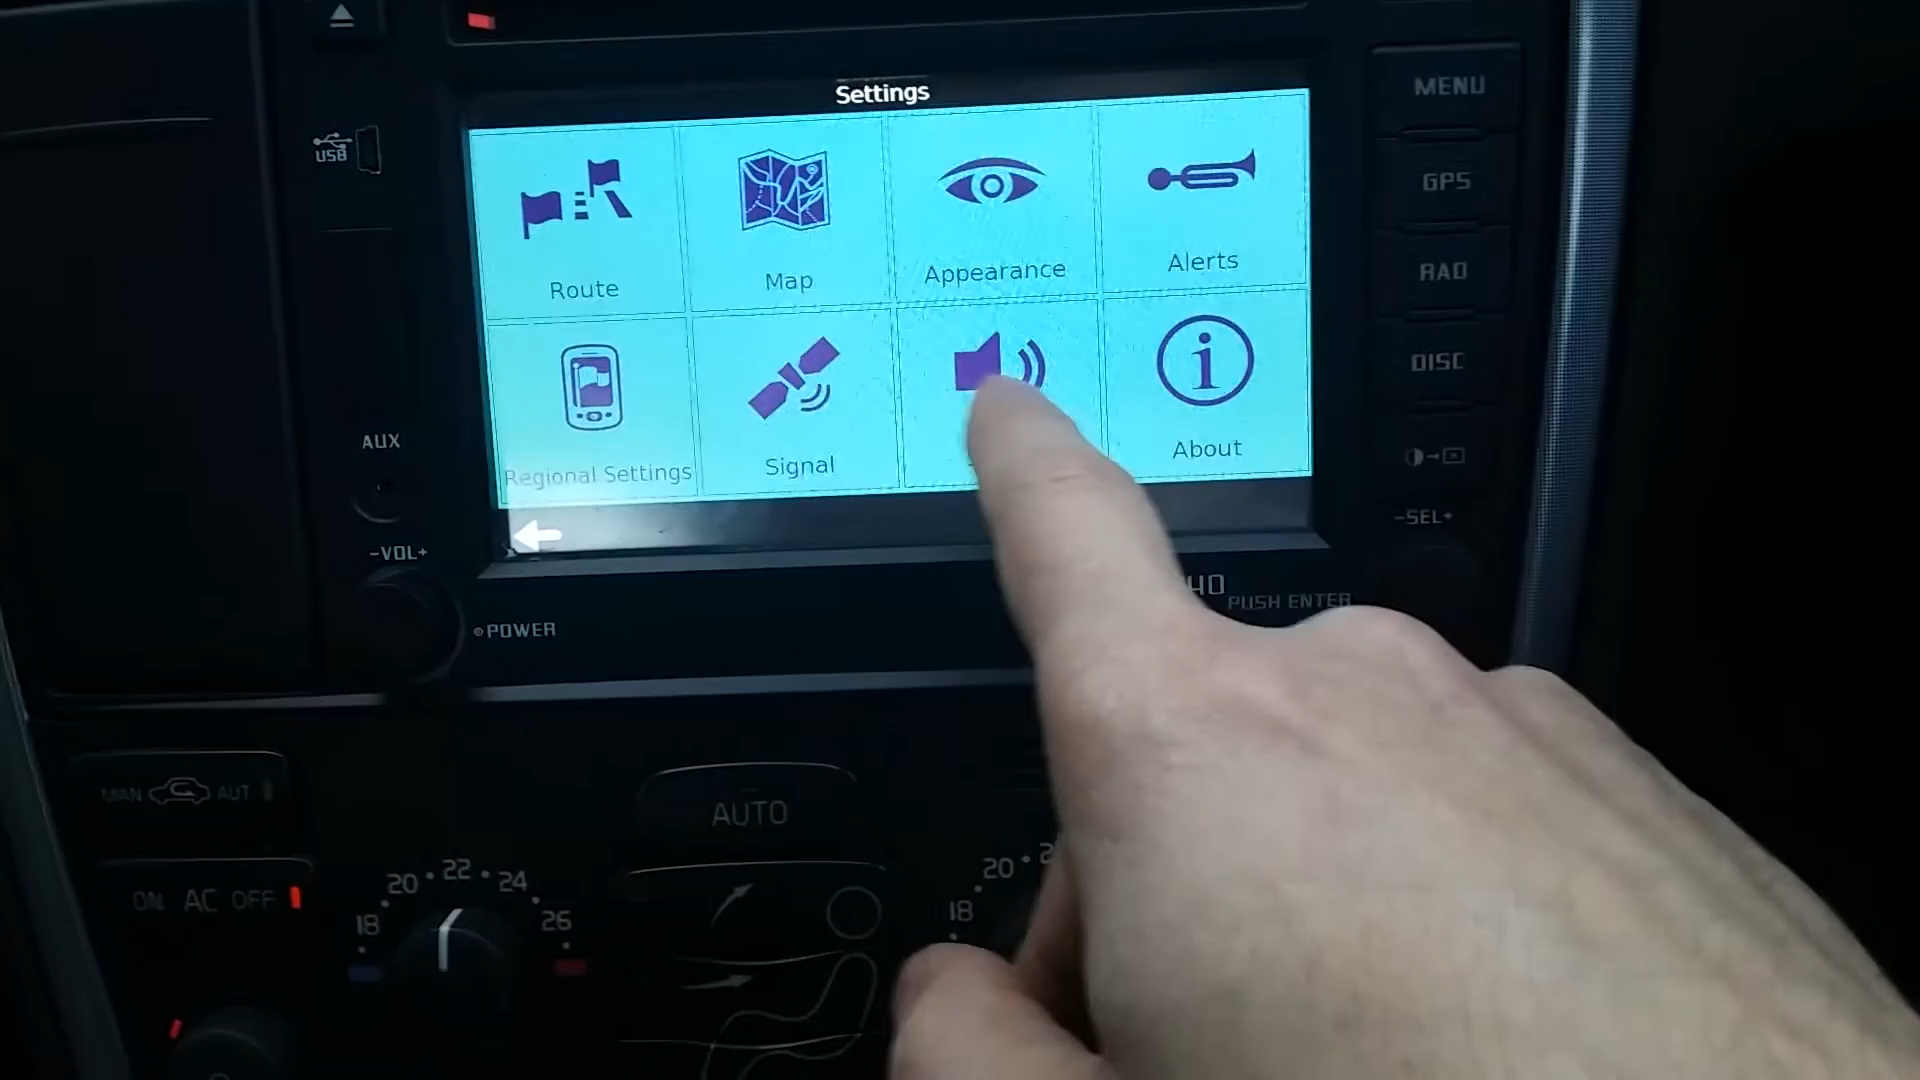 Settings
MENU
USB
GPS
Route
Map
Appearance
Alerts
RAD
DISC
AUX
Regional Settings
Signal
About
-SEL+
-VOL+
PUSH ENTER
POWER
MAN
AUT
AUTO
ON AC OFF
18 20 22 24 26
18 20